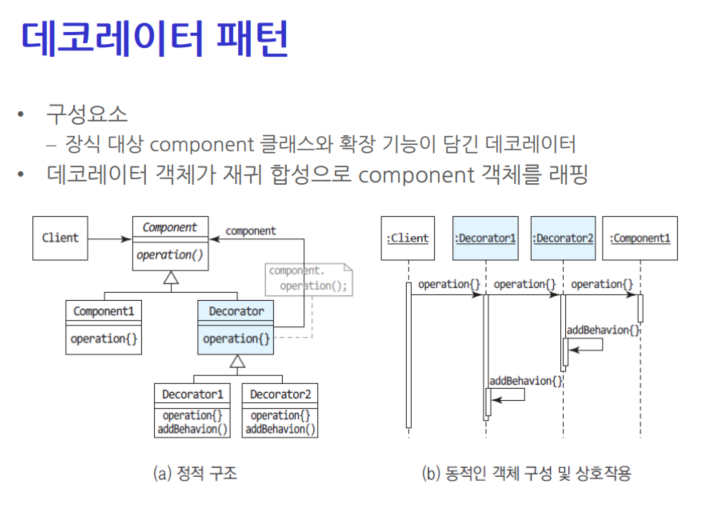 데코레이터 패턴
• 구성요소
– 장식 대상 component 클래스와 확장 기능이 담긴 데코레이터
• 데코레이터 객체가 재귀 합성으로 component 객체를 래핑
Client
Component
operation()
component
component.
operation();
Component1
operation{}
Decorator
operation{}
Decorator1
operation{}
addBehavion()
Decorator2
operation{}
addBehavion()
(a) 정적 구조
:Client
:Decorator1
:Decorator2
:Component1
operation{}
operation{}
operation{}
addBehavion{}
addBehavion{}
(b) 동적인 객체 구성 및 상호작용